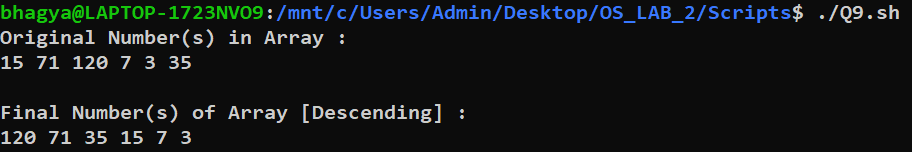 bhagya@LAPTOP-1723NVO9:/mnt/c/Users/Admin/Desktop/OS_LAB_2/Scripts$ ./Q9.sh
Original Number(s) in Array :
15 71 120 7 3 35
Final Number(s) of Array [Descending] :
120 71 35 15 7 3